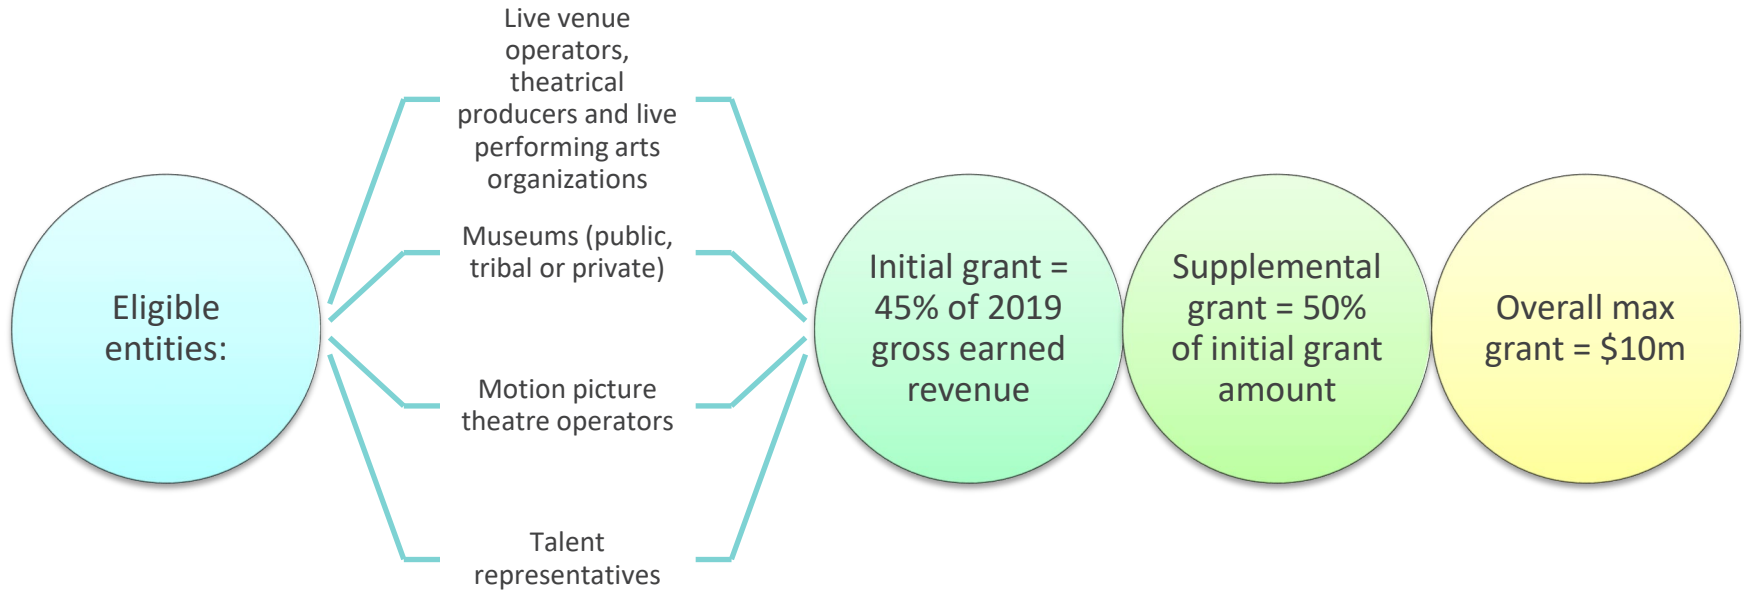 Eligible
entities:
Live venue
operators,
theatrical
producers and live
performing arts
organizations
Museums (public,
tribal or private)
Motion picture
theatre operators
Talent
representatives
Initial grant =
45% of 2019
gross earned
revenue
Supplemental
grant = 50%
of initial grant
amount
Overall max
grant = $10m